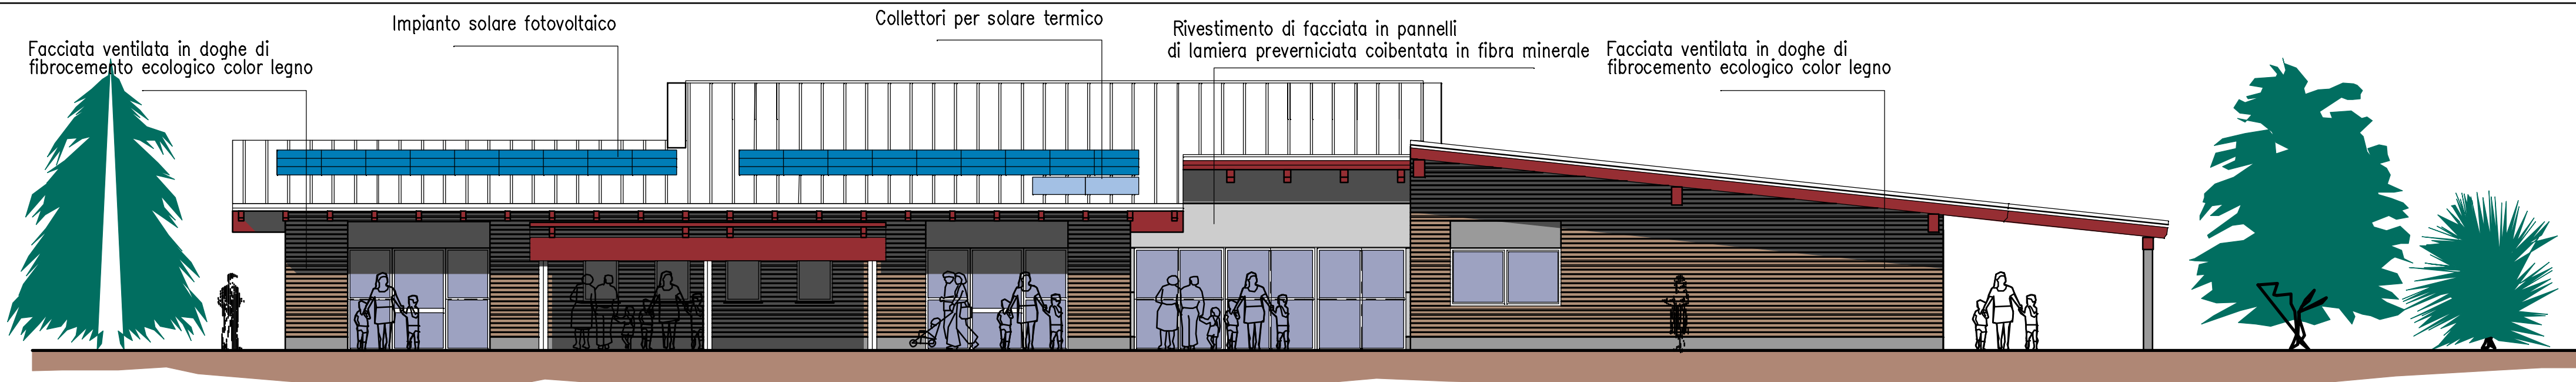 Facciata ventilata in doghe di
fibrocemento ecologico color legno
Impianto solare fotovoltaico
Collettori per solare termico
Rivestimento di facciata in pannelli
di lamiera preverniciata coibentata in fibra minerale
Facciata ventilata in doghe di
fibrocemento ecologico color legno